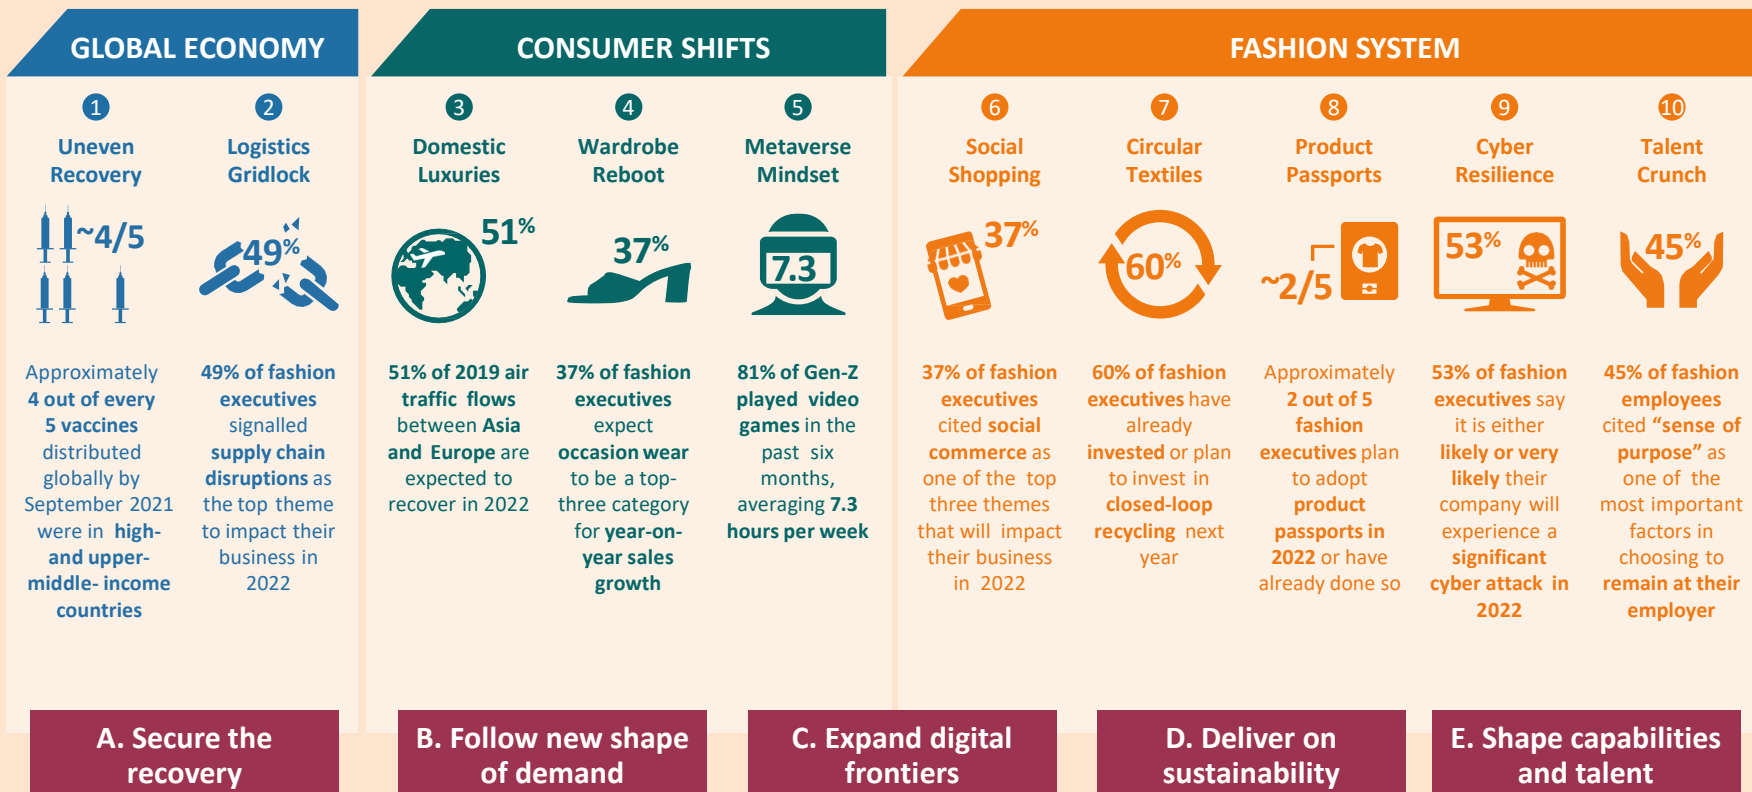 GLOBAL ECONOMY
1
Uneven
Recovery
~4/5
Approximately
4 out of every
5 vaccines
distributed
globally by
September 2021
were in high-
and upper-
middle- income
countries
2
Logistics
Gridlock
49%
49% of fashion
executives
signalled
supply chain
disruptions as
the top theme
to impact their
business in
2022
CONSUMER SHIFTS
3
Domestic
Luxuries
51%
51% of 2019 air
traffic flows
between Asia
and Europe are
expected to
recover in 2022
4
Wardrobe
Reboot
37%
37% of fashion
executives
expect
occasion wear
to be a top-
three category
for year-on-
year sales
growth
5
Metaverse
Mindset
7.3
81% of Gen-Z
played video
games in the
past six
months,
averaging 7.3
hours per week
FASHION SYSTEM
6
Social
Shopping
37%
37% of fashion
executives
cited social
commerce as
one of the top
three themes
that will impact
their business
in 2022
7
Circular
Textiles
60%
60% of fashion
executives have
already
invested or plan
to invest in
closed-loop
recycling next
year
8
Product
Passports
~2/5
Approximately
2 out of 5
fashion
executives plan
to adopt
product
passports in
2022 or have
already done so
9
Cyber
Resilience
53%
53% of fashion
executives say
it is either
likely or very
likely their
company will
experience a
significant
cyber attack in
2022
10
Talent
Crunch
45%
45% of fashion
employees
cited “sense of
purpose” as
one of the
most important
factors in
choosing to
remain at their
employer
A. Secure the
recovery
B. Follow new shape
of demand
C. Expand digital
frontiers
D. Deliver on
sustainability
E. Shape capabilities
and talent